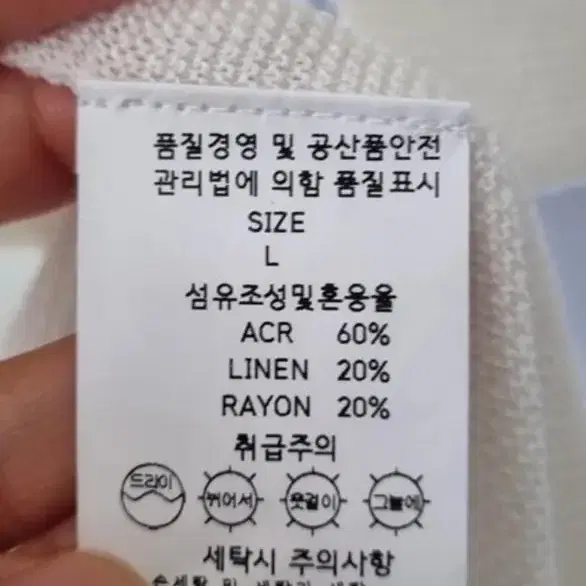 품질경영 및 공산품안전
관리법에 의함 품질표시
SIZE
L
섬유조성및혼용율
ACR 60%
LINEN 20%
RAYON 20%
취급주의
드라이 뉘어서 옷걸이 그늘에
세탁시 주의사항